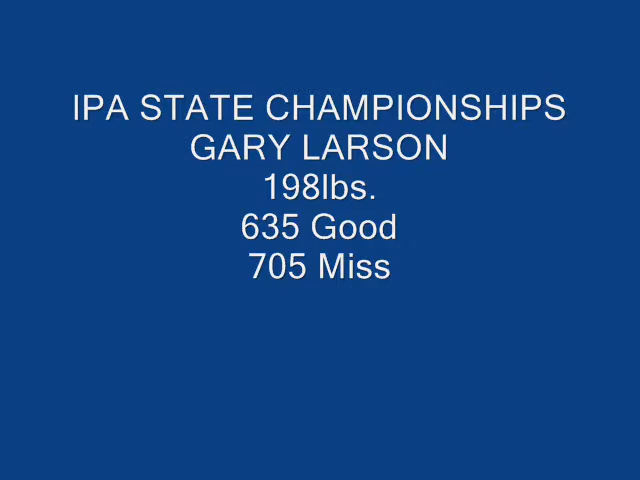 IPA STATE CHAMPIONSHIPS
GARY LARSON
198lbs.
635 Good
705 Miss